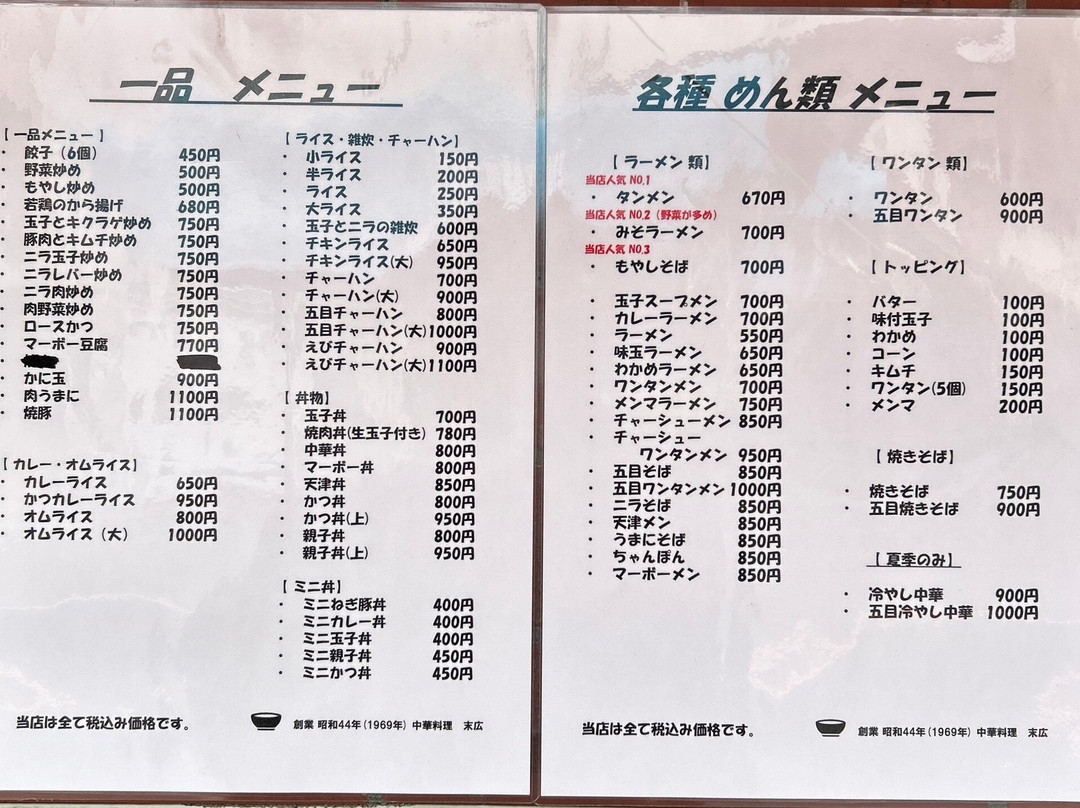 一品 メニュー
【一品メニュー】
・ 餃子(6個) 450円
・ 野菜炒め 500円
・ もやし炒め 500円
・ 若鶏のから揚げ 680円
・ 玉子とキクラゲ炒め 750円
・ 豚肉とキムチ炒め 750円
・ ニラ玉子炒め 750円
・ ニラレバー炒め 750円
・ ニラ肉炒め 750円
・ 肉野菜炒め 750円
・ ロースかつ 750円
・ マーボー豆腐 770円
・ かに玉 900円
・ 肉うまに 1100円
・ 焼豚 1100円
【カレー・オムライス】
・ カレーライス 650円
・ かつカレーライス 950円
・ オムライス 800円
・ オムライス(大) 1000円
【ライス・雑炊・チャーハン】
・ 小ライス 150円
・ 半ライス 200円
・ ライス 250円
・ 大ライス 350円
・ 玉子とニラの雑炊 600円
・ チキンライス 650円
・ チキンライス(大) 950円
・ チャーハン 700円
・ チャーハン(大) 900円
・ 五目チャーハン 800円
・ 五目チャーハン(大) 1000円
・ えびチャーハン 900円
・ えびチャーハン(大) 1100円
【丼物】
・ 玉子丼 700円
・ 焼肉丼(生玉子付き) 780円
・ 中華丼 800円
・ マーボー丼 800円
・ 天津丼 850円
・ かつ丼 800円
・ かつ丼(上) 950円
・ 親子丼 800円
・ 親子丼(上) 950円
【ミニ丼】
・ ミニねぎ豚丼 400円
・ ミニカレー丼 400円
・ ミニ玉子丼 400円
・ ミニ親子丼 450円
・ ミニかつ丼 450円
当店は全て税込み価格です。
創業 昭和44年(1969年) 中華料理 末広
各種 めん類 メニュー
【ラーメン 類】
当店人気 NO.1
・ タンメン 670円
当店人気 NO.2(野菜が多め)
・ みそラーメン 700円
当店人気 NO.3
・ もやしそば 700円
・ 玉子スープメン 700円
・ カレーラーメン 700円
・ ラーメン 550円
・ 味玉ラーメン 650円
・ わかめラーメン 650円
・ ワンタンメン 700円
・ メンマラーメン 750円
・ チャーシューメン 850円
・ チャーシュー
ワンタンメン 950円
・ 五目そば 850円
・ 五目ワンタンメン 1000円
・ ニラそば 850円
・ 天津メン 850円
・ うまにそば 850円
・ ちゃんぽん 850円
・ マーボーメン 850円
【ワンタン 類】
・ ワンタン 600円
・ 五目ワンタン 900円
【トッピング】
・ バター 100円
・ 味付玉子 100円
・ わかめ 100円
・ コーン 100円
・ キムチ 150円
・ ワンタン(5個) 150円
・ メンマ 200円
【焼きそば】
・ 焼きそば 750円
・ 五目焼きそば 900円
【夏季のみ】
・ 冷やし中華 900円
・ 五目冷やし中華 1000円
当店は全て税込み価格です。
創業 昭和44年(1969年) 中華料理 末広